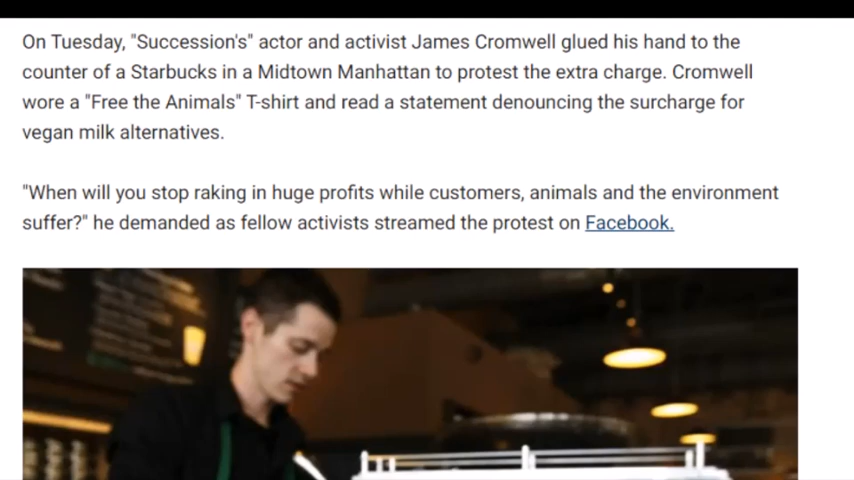 On Tuesday, "Succession's" actor and activist James Cromwell glued his hand to the
counter of a Starbucks in a Midtown Manhattan to protest the extra charge. Cromwell
wore a "Free the Animals" T-shirt and read a statement denouncing the surcharge for
vegan milk alternatives.
"When will you stop raking in huge profits while customers, animals and the environment
suffer?" he demanded as fellow activists streamed the protest on Facebook.